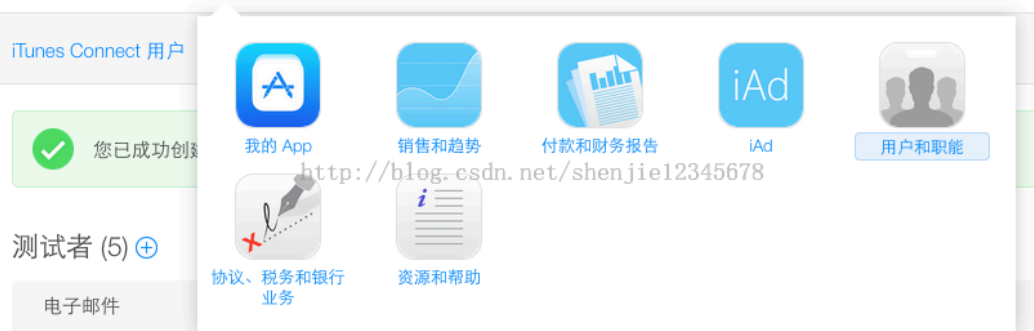 iTunes Connect 用户
我的 App
销售和趋势
付款和财务报告
iAd
iAd
用户和职能
您已成功创建
http://blog.csdn.net/shenjie12345678
测试者 (5)
协议、税务和银行
业务
资源和帮助
电子邮件